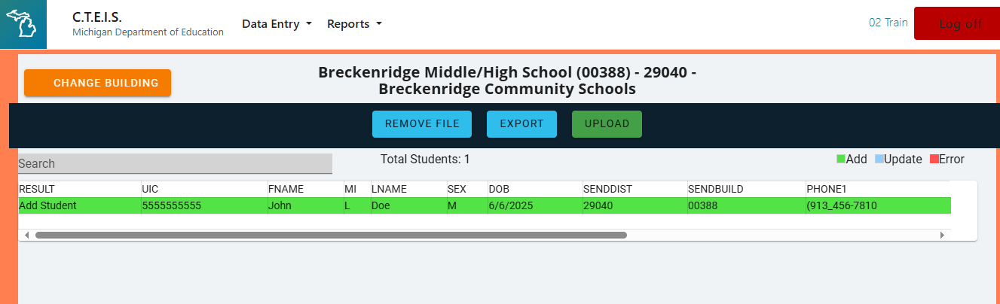 C.T.E.I.S.
Michigan Department of Education
Data Entry
Reports
02 Train
Log off
CHANGE BUILDING
Breckenridge Middle/High School (00388) - 29040 -
Breckenridge Community Schools
REMOVE FILE
EXPORT
UPLOAD
Search
Total Students: 1
Add
Update
Error
RESULT UIC FNAME MI LNAME SEX DOB SENDDIST SENDBUILD PHONE1
Add Student 5555555555 John L Doe M 6/6/2025 29040 00388 (913_456-7810